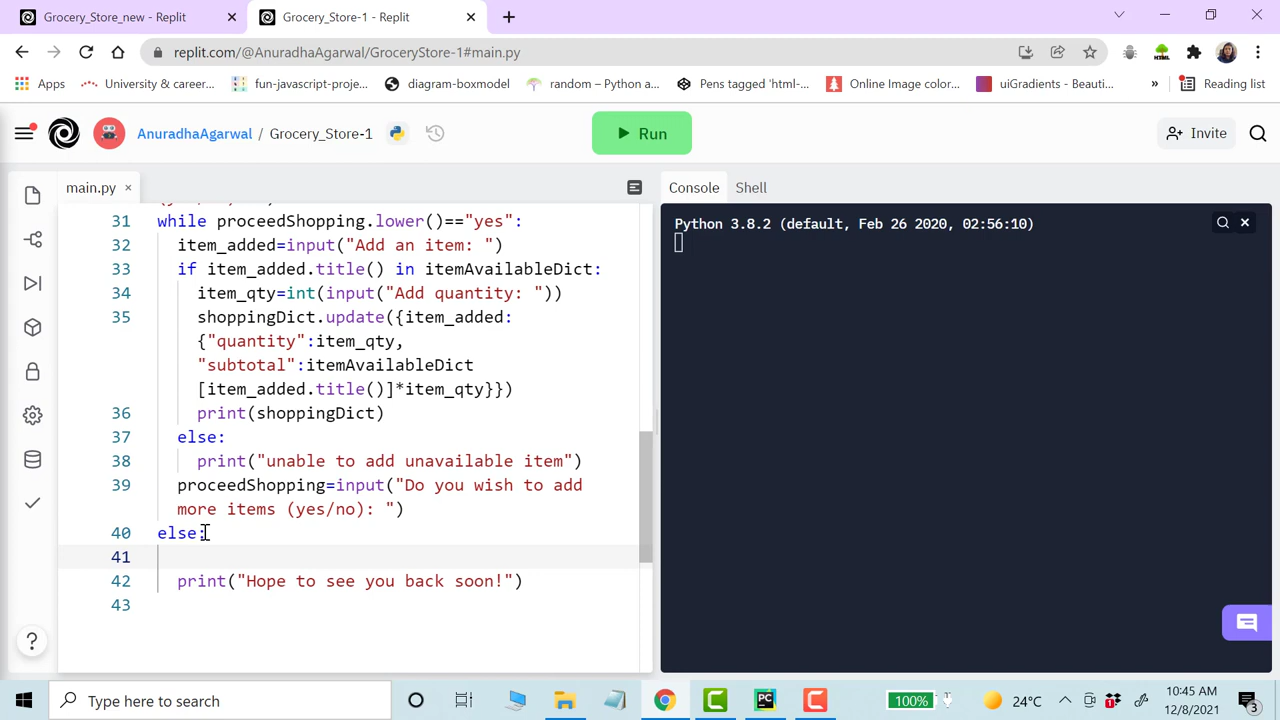 Grocery_Store_new - Replit
Grocery_Store-1 - Replit
replit.com/@AnuradhaAgarwal/GroceryStore-1#main.py
Apps
University & career...
fun-javascript-proje...
diagram-boxmodel
random – Python a...
Pens tagged 'html-...
Online Image color...
uiGradients - Beauti...
»
Reading list
AnuradhaAgarwal / Grocery_Store-1
Run
Invite
main.py
Console
Shell
31 while proceedShopping.lower()=="yes":
32 item_added=input("Add an item: ")
33 if item_added.title() in itemAvailableDict:
34 item_qty=int(input("Add quantity: "))
35 shoppingDict.update({item_added:
{"quantity":item_qty,
"subtotal":itemAvailableDict
[item_added.title()]*item_qty}})
36 print(shoppingDict)
37 else:
38 print("unable to add unavailable item")
39 proceedShopping=input("Do you wish to add
more items (yes/no): ")
40 else:
41
42 print("Hope to see you back soon!")
43
Python 3.8.2 (default, Feb 26 2020, 02:56:10)
?
Type here to search
100%
24°C
10:45 AM
12/8/2021
3